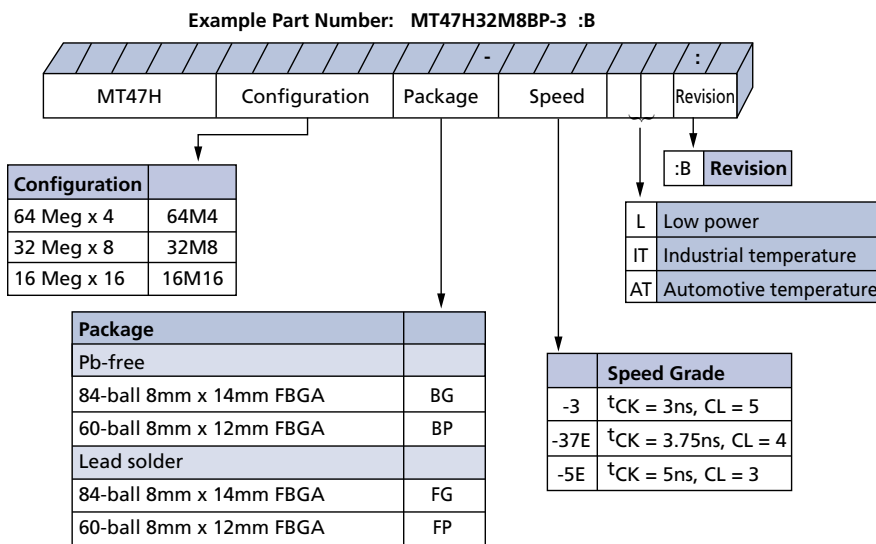 Example Part Number: MT47H32M8BP-3 :B
- :
MT47H Configuration Package Speed Revision
:B Revision
Configuration
64 Meg x 4 64M4
32 Meg x 8 32M8
16 Meg x 16 16M16
L Low power
IT Industrial temperature
AT Automotive temperature
Package
Pb-free
84-ball 8mm x 14mm FBGA BG
60-ball 8mm x 12mm FBGA BP
Lead solder
84-ball 8mm x 14mm FBGA FG
60-ball 8mm x 12mm FBGA FP
Speed Grade
-3 tCK = 3ns, CL = 5
-37E tCK = 3.75ns, CL = 4
-5E tCK = 5ns, CL = 3